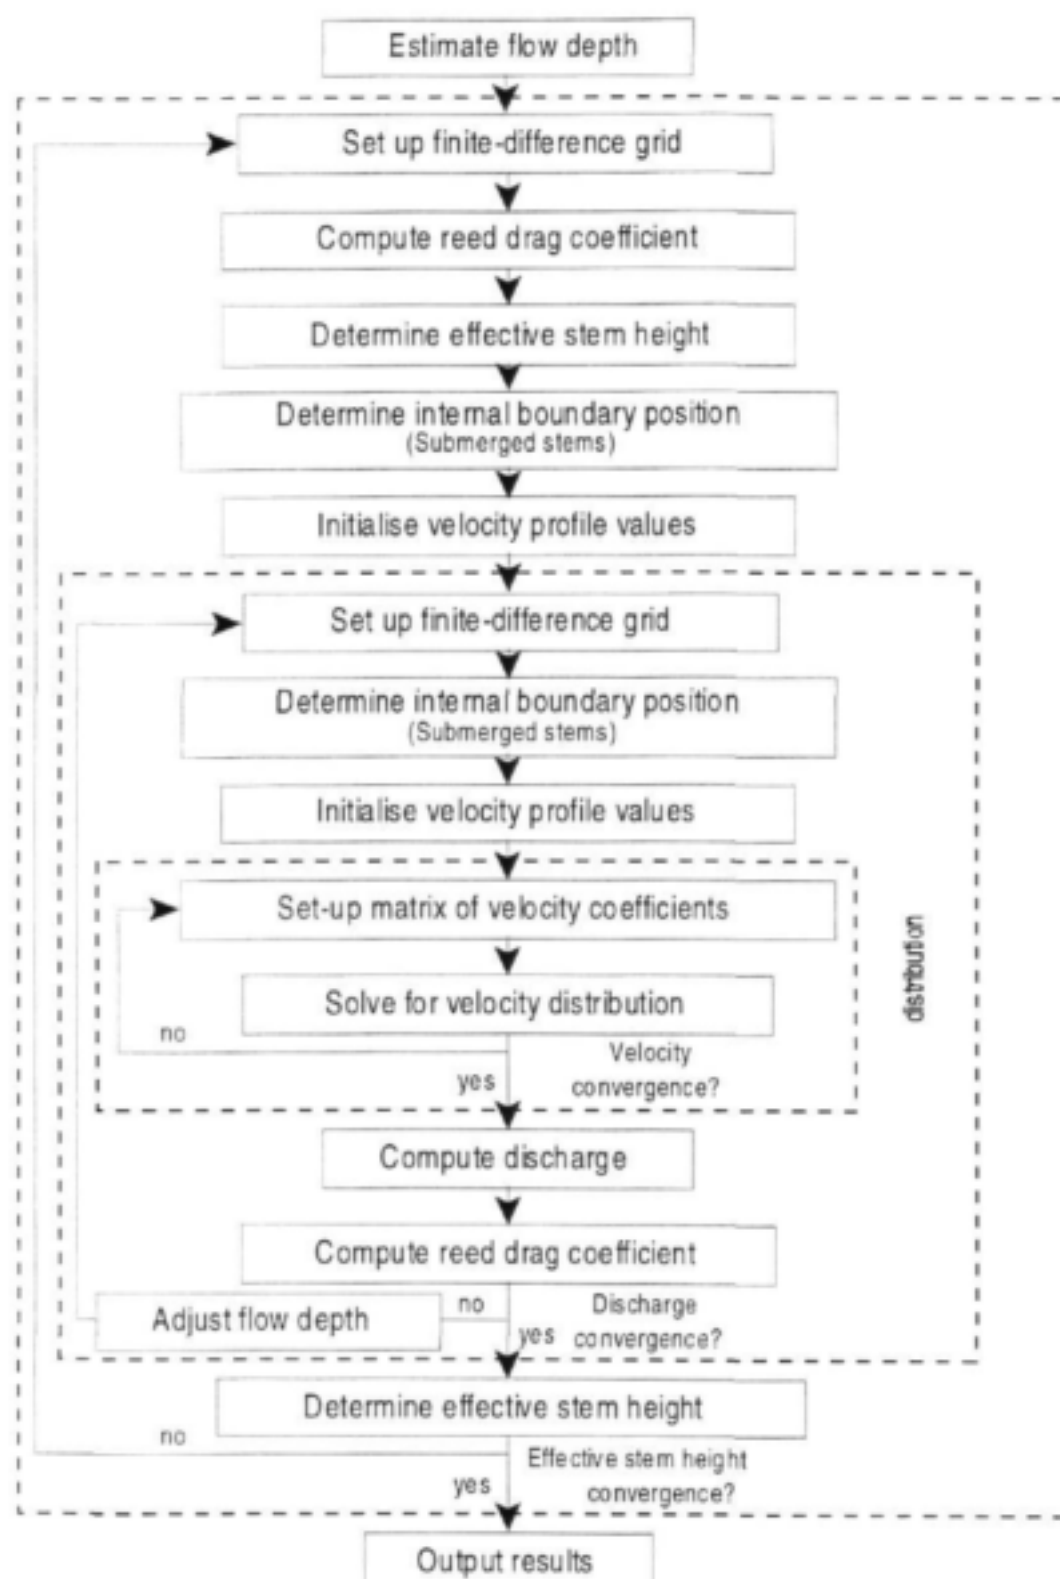 Estimate flow depth
Set up finite-difference grid
Compute reed drag coefficient
Determine effective stem height
Determine internal boundary position
(Submerged stems)
Initialise velocity profile values
Set up finite-difference grid
Determine internal boundary position
(Submerged stems)
Initialise velocity profile values
Set-up matrix of velocity coefficients
Solve for velocity distribution
no
Velocity
yes
convergence?
distribution
Compute discharge
Compute reed drag coefficient
Adjust flow depth
no
Discharge
yes
convergence?
Determine effective stem height
no
Effective stem height
yes
convergence?
Output results